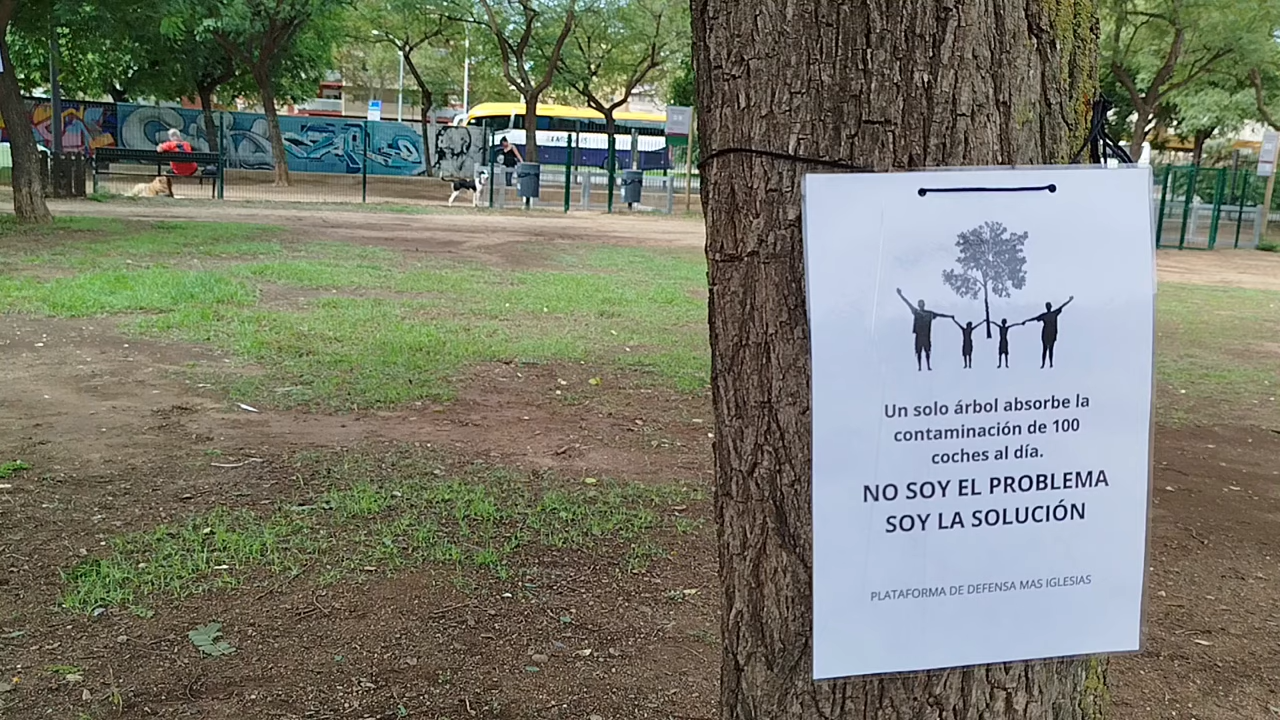 Un solo árbol absorbe la
contaminación de 100
coches al día.
NO SOY EL PROBLEMA
SOY LA SOLUCIÓN
PLATAFORMA DE DEFENSA MAS IGLESIAS